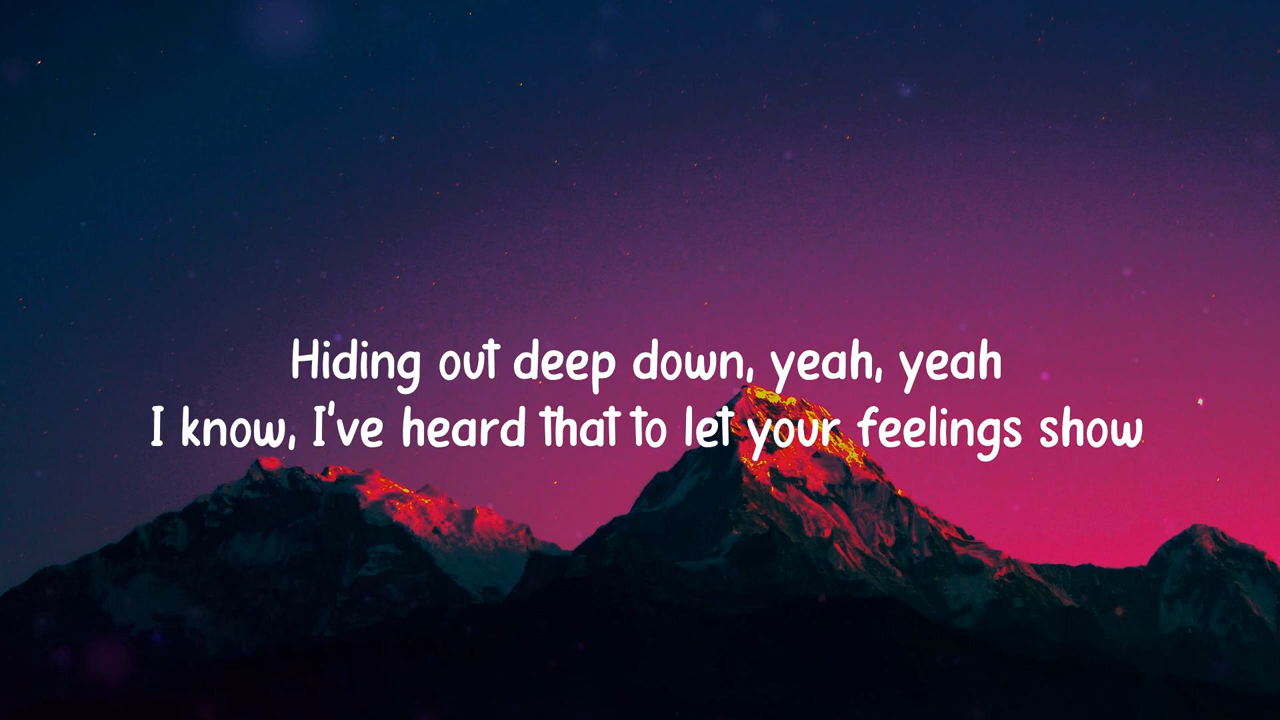 Hiding out deep down, yeah, yeah
I know, I've heard that to let your feelings show